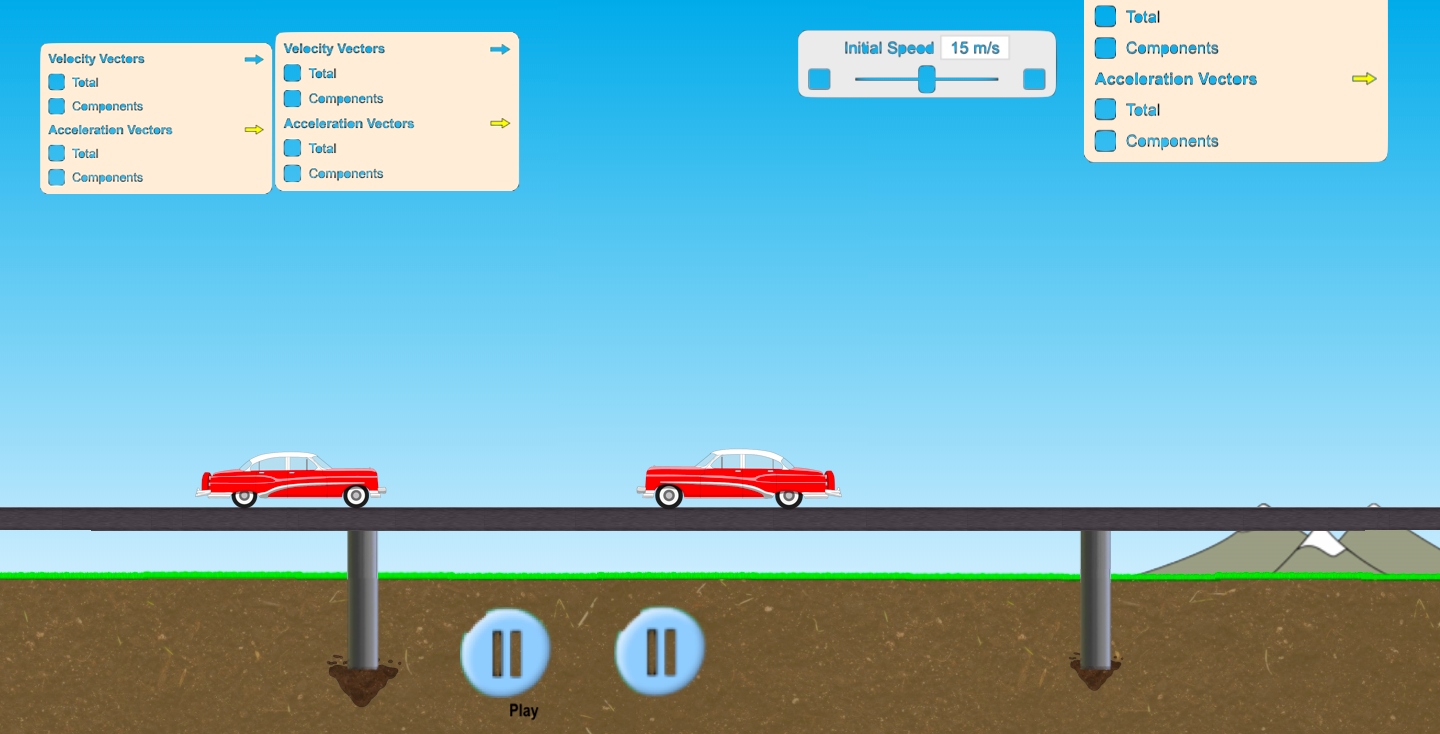 Velocity Vectors
Total
Components
Acceleration Vectors
Total
Components
Velocity Vectors
Total
Components
Acceleration Vectors
Total
Components
Initial Speed 15 m/s
Total
Components
Acceleration Vectors
Total
Components
Play